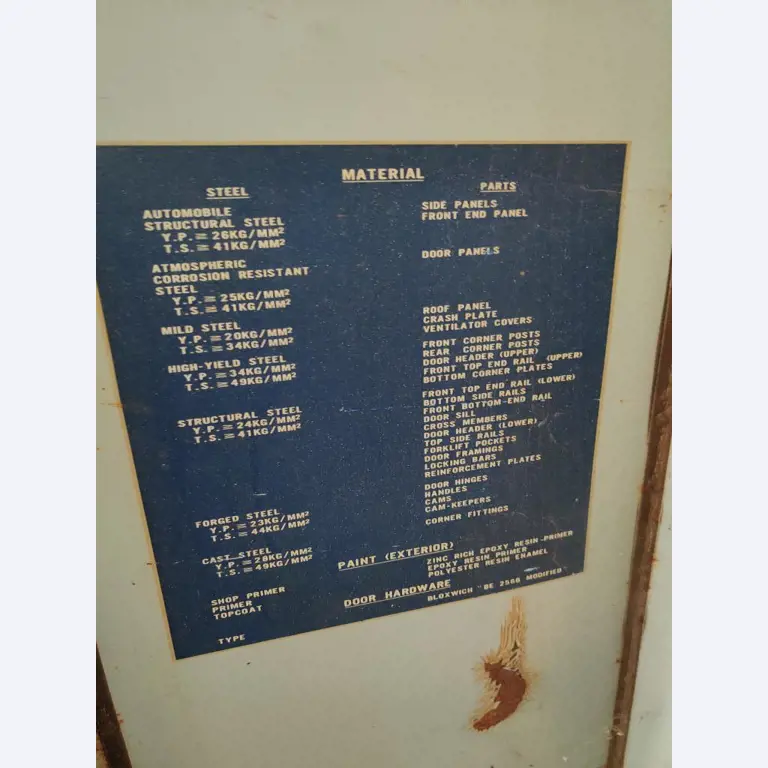 MATERIAL
STEEL
PARTS
AUTOMOBILE
STRUCTURAL STEEL
Y.P. ≧ 26KG/MM²
T.S. ≧ 41KG/MM²
SIDE PANELS
FRONT END PANEL
ATMOSPHERIC
CORROSION RESISTANT
STEEL
Y.P. ≧ 25KG/MM²
T.S. ≧ 41KG/MM²
DOOR PANELS
MILD STEEL
Y.P. ≧ 20KG/MM²
T.S. ≧ 34KG/MM²
ROOF PANEL
CRASH PLATE
VENTILATOR COVERS
HIGH-YIELD STEEL
Y.P. ≧ 34KG/MM²
T.S. ≧ 49KG/MM²
FRONT CORNER POSTS
REAR CORNER POSTS
DOOR HEADER (UPPER)
FRONT TOP END RAIL (UPPER)
BOTTOM CORNER PLATES
STRUCTURAL STEEL
Y.P. ≧ 24KG/MM²
T.S. ≧ 41KG/MM²
FRONT TOP END RAIL (LOWER)
BOTTOM SIDE RAILS
FRONT BOTTOM-END RAIL
DOOR SILL
CROSS MEMBERS
DOOR HEADER (LOWER)
TOP SIDE RAILS
FORKLIFT POCKETS
DOOR FRAMINGS
LOCKING BARS
REINFORCEMENT PLATES
FORGED STEEL
Y.P. ≧ 23KG/MM²
T.S. ≧ 44KG/MM²
DOOR HINGES
HANDLES
CAMS
CAM-KEEPERS
CAST STEEL
Y.P. ≧ 28KG/MM²
T.S. ≧ 49KG/MM²
CORNER FITTINGS
PAINT (EXTERIOR)
SHOP PRIMER
PRIMER
TOPCOAT
ZINC RICH EPOXY RESIN-PRIMER
EPOXY RESIN PRIMER
POLYESTER RESIN ENAMEL
DOOR HARDWARE
TYPE
BLOXWICH "BE 2566 MODIFIED"